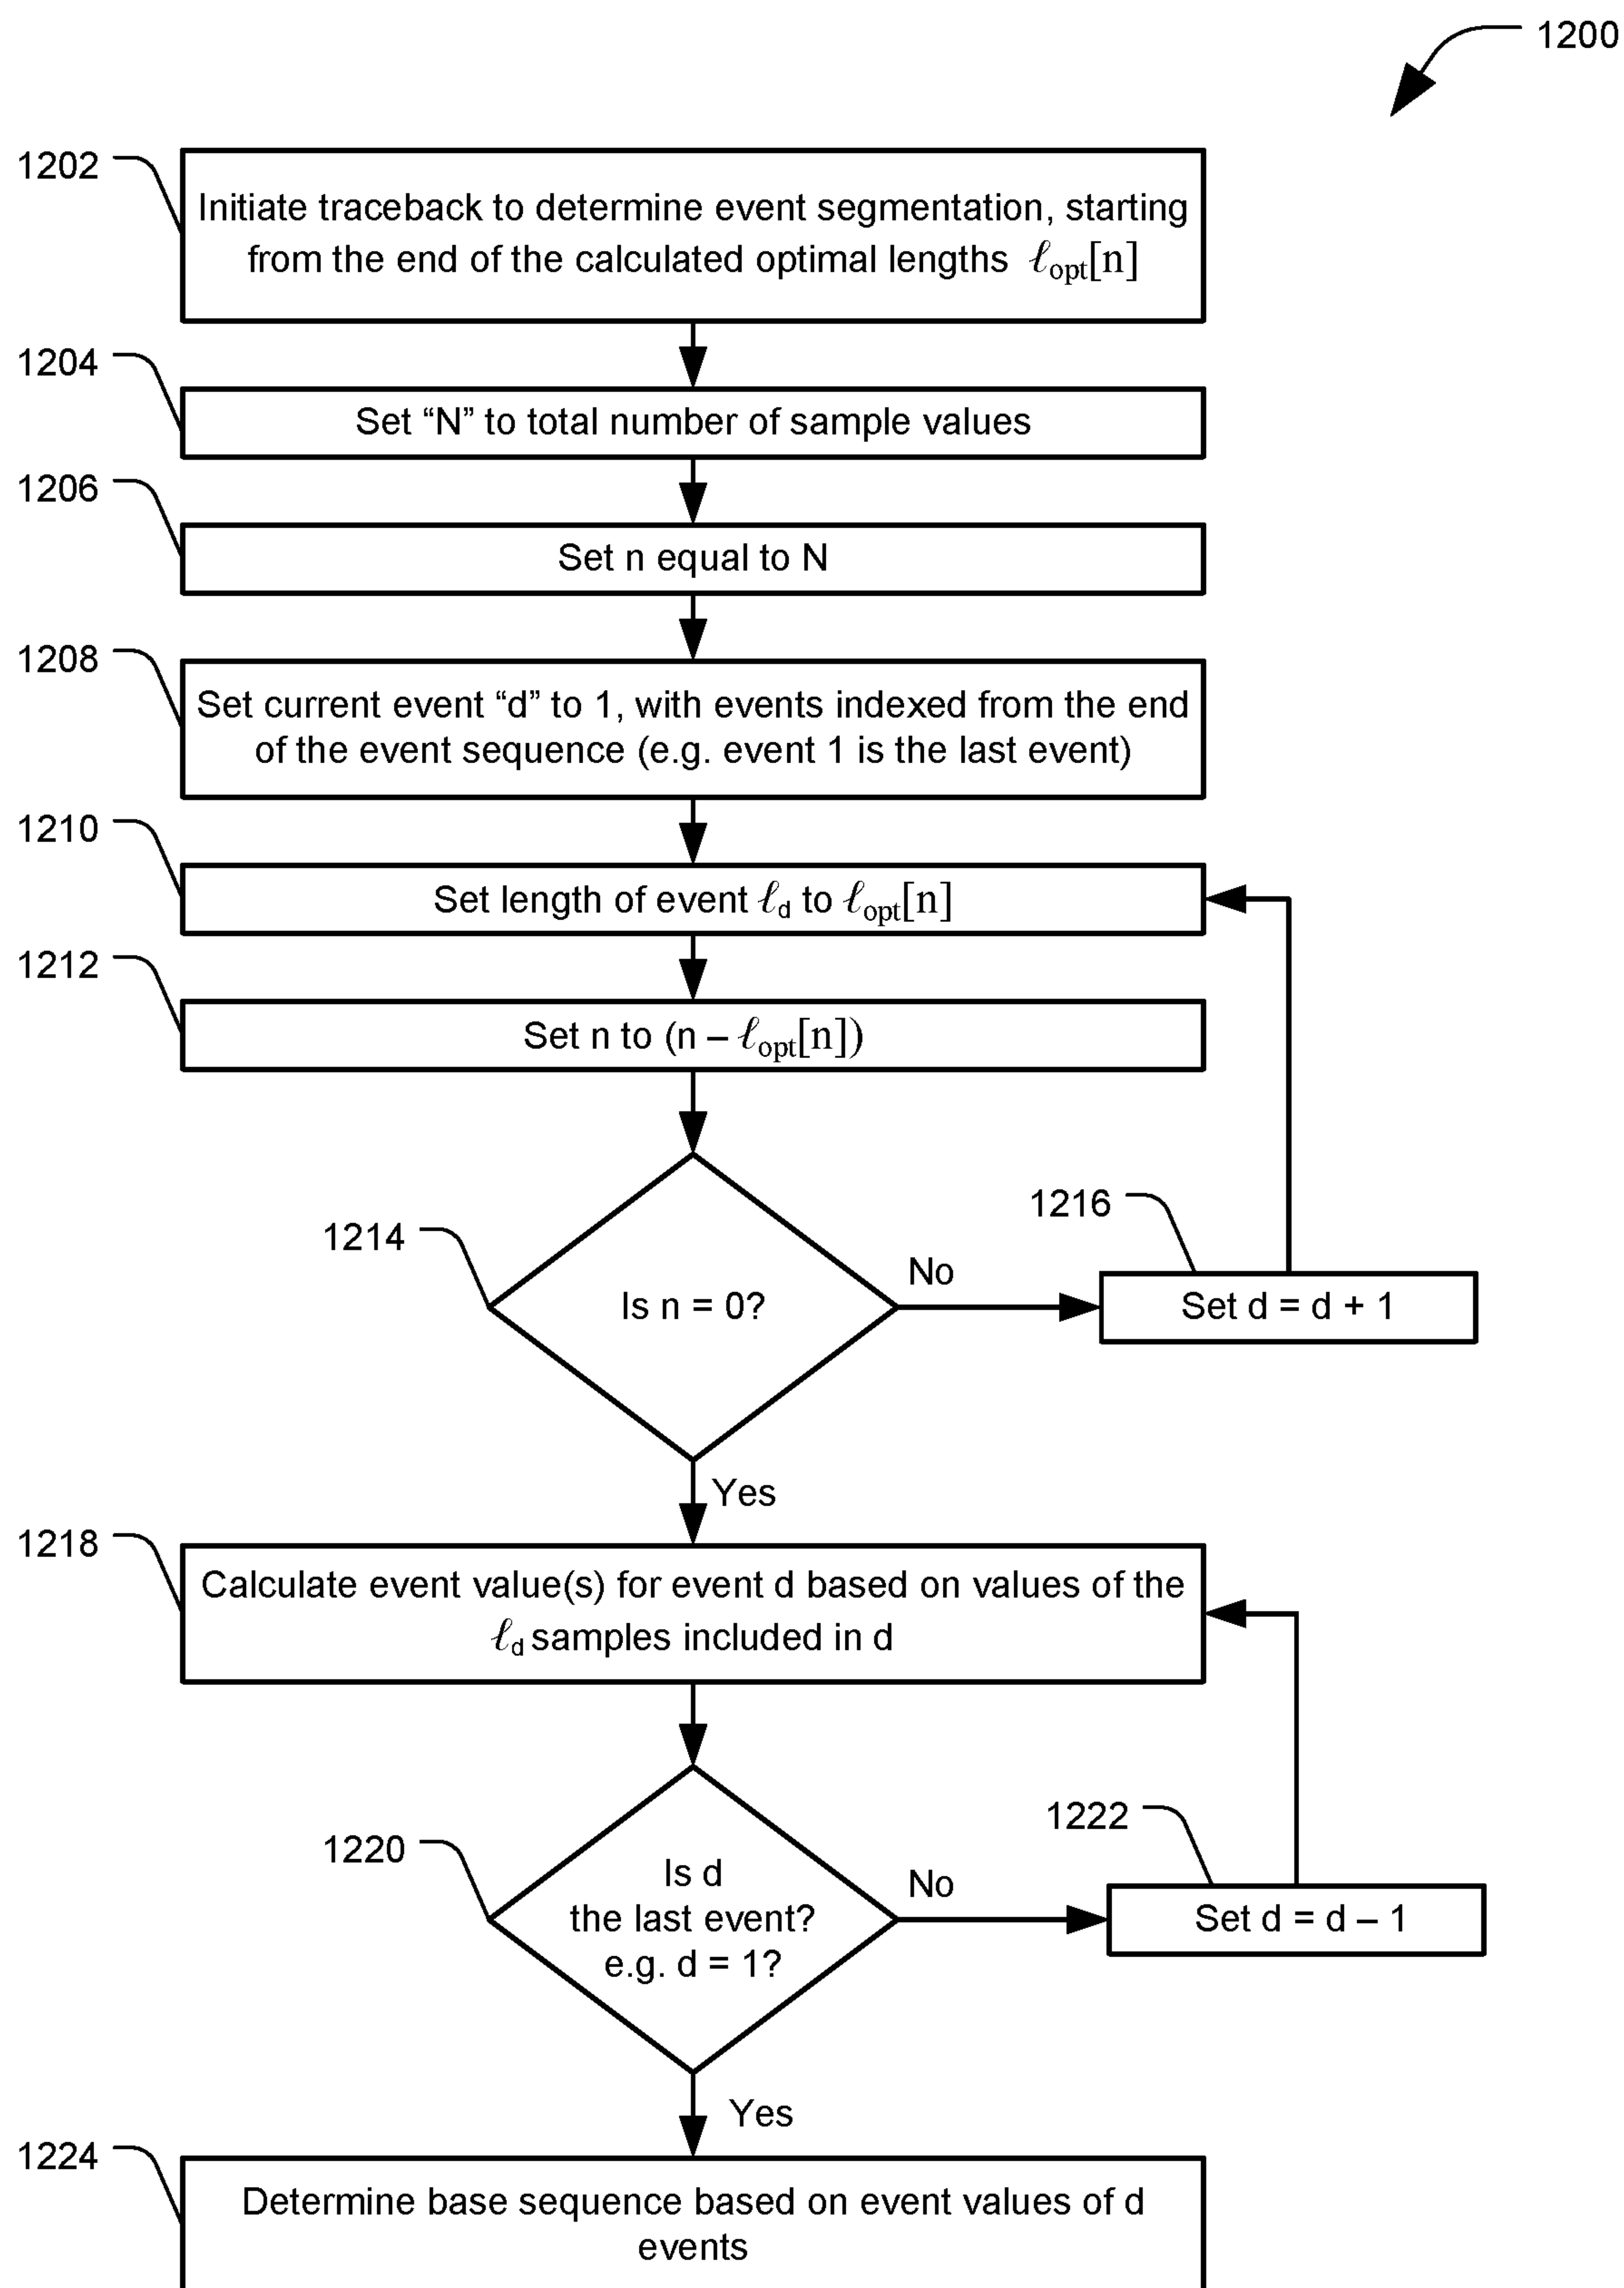 1200
1202
Initiate traceback to determine event segmentation, starting
from the end of the calculated optimal lengths ℓopt[n]
1204
Set “N” to total number of sample values
1206
Set n equal to N
1208
Set current event “d” to 1, with events indexed from the end
of the event sequence (e.g. event 1 is the last event)
1210
Set length of event ℓd to ℓopt[n]
1212
Set n to (n – ℓopt[n])
1214
Is n = 0?
No
1216
Set d = d + 1
Yes
1218
Calculate event value(s) for event d based on values of the
ℓd samples included in d
1220
Is d
the last event?
e.g. d = 1?
No
1222
Set d = d – 1
Yes
1224
Determine base sequence based on event values of d
events